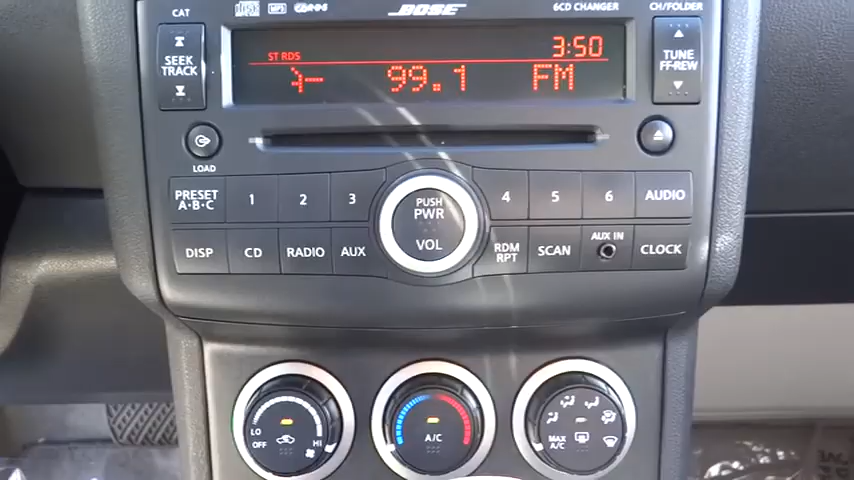 CAT
MP3
BOSE
6CD CHANGER
CH/FOLDER
SEEK
TRACK
ST RDS
3:50
99.1 FM
TUNE
FF•REW
LOAD
PRESET
A•B•C
1
2
3
PUSH
PWR
VOL
4
5
6
AUDIO
DISP
CD
RADIO
AUX
RDM
RPT
SCAN
AUX IN
CLOCK
LO
OFF
HI
A/C
MAX
A/C